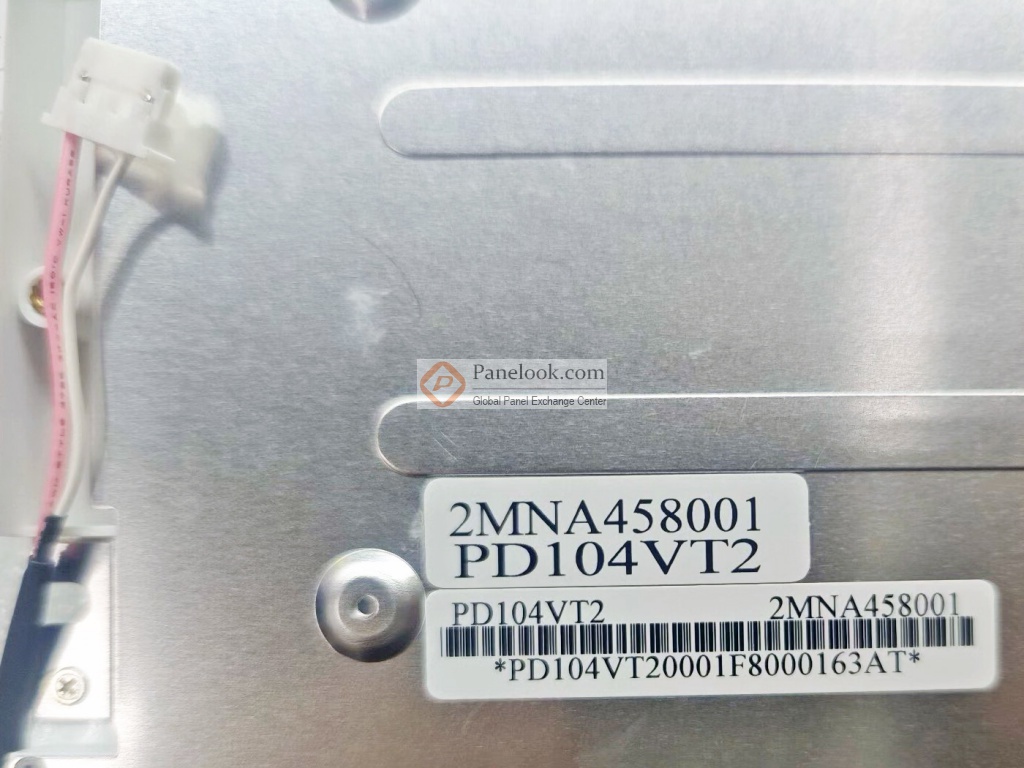 Panelook.com
Global Panel Exchange Center
2MNA458001
PD104VT2
PD104VT2 2MNA458001
*PD104VT20001F8000163AT*